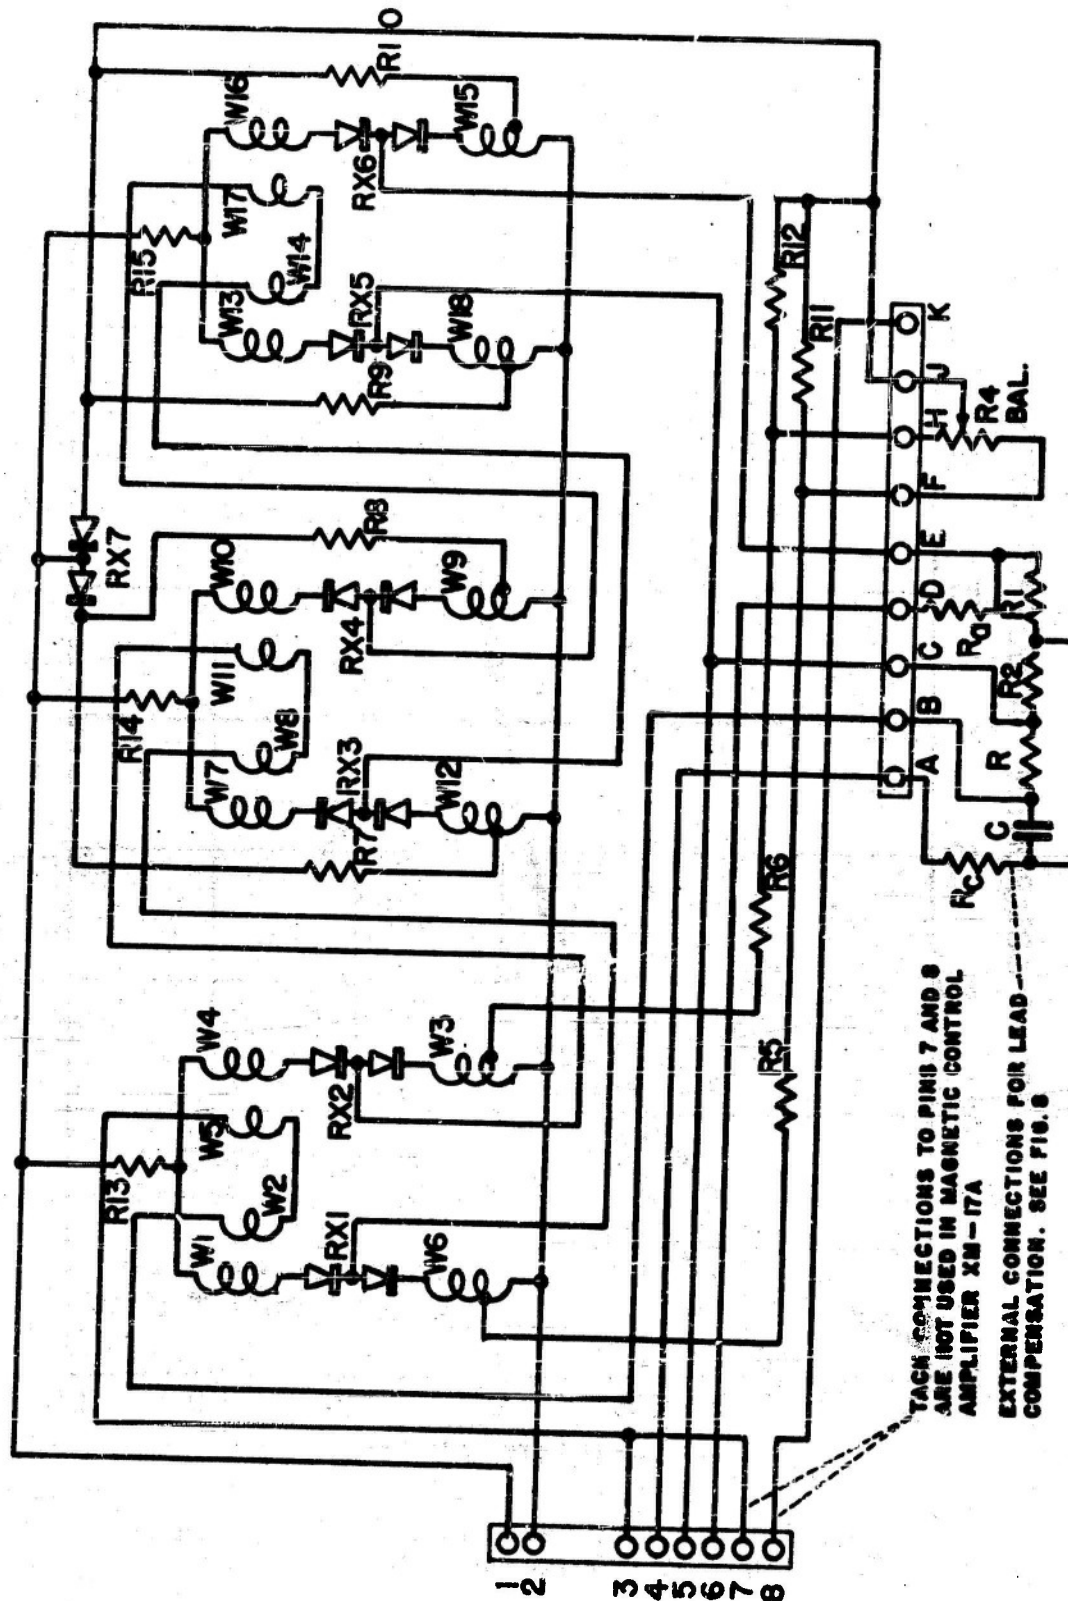 R13
W1
W2
W5
W4
RX1
RX2
W6
W3
R14
W7
W8
W11
W10
RX3
RX4
R7
R8
W12
W9
RX7
R15
W13
W14
W17
W16
RX5
RX6
R9
R10
W18
W15
R5
R6
R11
R12
1
2
3
4
5
6
7
8
A
B
C
D
E
F
H
J
K
Rc
C
R
R2
Ra
R1
R4
BAL.
TACH CONNECTIONS TO PINS 7 AND 8
ARE NOT USED IN MAGNETIC CONTROL
AMPLIFIER XM-17A
EXTERNAL CONNECTIONS FOR LEAD
COMPENSATION. SEE FIG. 8